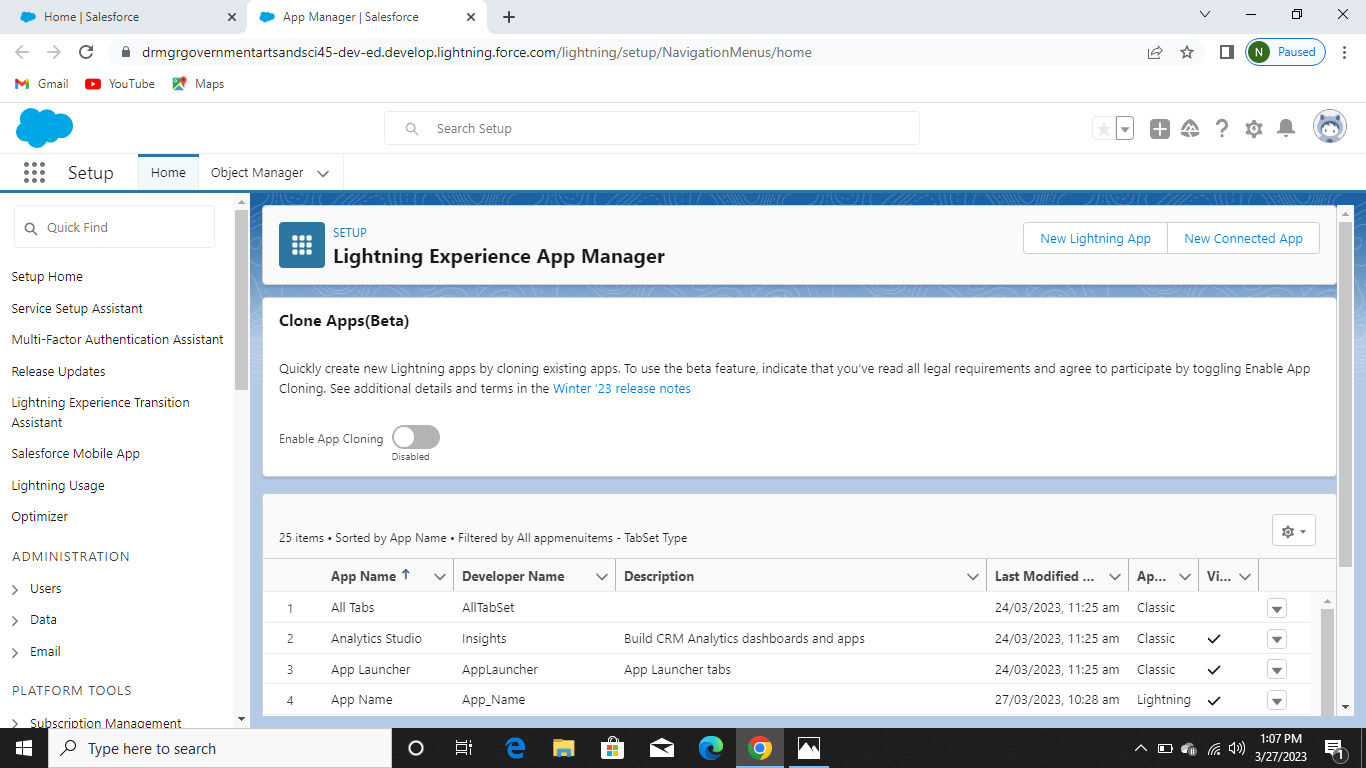 Home | Salesforce
App Manager | Salesforce
drmgrgovernmentartsandsci45-dev-ed.develop.lightning.force.com/lightning/setup/NavigationMenus/home
N Paused
Gmail YouTube Maps
Search Setup
Setup Home Object Manager
Quick Find
Setup Home
Service Setup Assistant
Multi-Factor Authentication Assistant
Release Updates
Lightning Experience Transition
Assistant
Salesforce Mobile App
Lightning Usage
Optimizer
ADMINISTRATION
Users
Data
Email
PLATFORM TOOLS
Subscription Management
SETUP
Lightning Experience App Manager
New Lightning App New Connected App
Clone Apps(Beta)
Quickly create new Lightning apps by cloning existing apps. To use the beta feature, indicate that you've read all legal requirements and agree to participate by toggling Enable App
Cloning. See additional details and terms in the Winter '23 release notes
Enable App Cloning
Disabled
25 items • Sorted by App Name • Filtered by All appmenuitems - TabSet Type
App Name Developer Name Description Last Modified ... Ap... Vi...
1 All Tabs AllTabSet 24/03/2023, 11:25 am Classic
2 Analytics Studio Insights Build CRM Analytics dashboards and apps 24/03/2023, 11:25 am Classic
3 App Launcher AppLauncher App Launcher tabs 24/03/2023, 11:25 am Classic
4 App Name App_Name 27/03/2023, 10:28 am Lightning
Type here to search
1:07 PM
3/27/2023
1